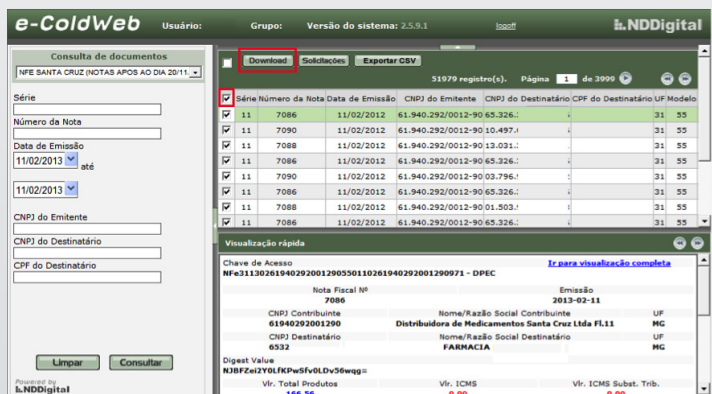 e-ColdWeb Usuário: Grupo: Versão do sistema: 2.5.9.1 logoff NDDigital
Consulta de documentos
NFE SANTA CRUZ (NOTAS APOS AO DIA 20/11.
Série
Número da Nota
Data de Emissão
11/02/2013 até
11/02/2013
CNPJ do Emitente
CNPJ do Destinatário
CPF do Destinatário
Limpar Consultar
Powered by
NDDigital
Download Solicitações Exportar CSV
51979 registro(s). Página 1 de 3999
Série Número da Nota Data de Emissão CNPJ do Emitente CNPJ do Destinatário CPF do Destinatário UF Modelo
11 7086 11/02/2012 61.940.292/0012-90 65.326. 31 55
11 7090 11/02/2012 61.940.292/0012-90 10.497. 31 55
11 7088 11/02/2012 61.940.292/0012-90 13.031. 31 55
11 7086 11/02/2012 61.940.292/0012-90 65.326. 31 55
11 7090 11/02/2012 61.940.292/0012-90 03.796. 31 55
11 7086 11/02/2012 61.940.292/0012-90 65.326. 31 55
11 7088 11/02/2012 61.940.292/0012-90 01.503. 31 55
11 7086 11/02/2012 61.940.292/0012-90 65.326. 31 55
Visualização rápida
Chave de Acesso Ir para visualização completa
NFe31130261940292001290550110261940292001290971 - DPEC
Nota Fiscal Nº Emissão
7086 2013-02-11
CNPJ Contribuinte Nome/Razão Social Contribuinte UF
61940292001290 Distribuidora de Medicamentos Santa Cruz Ltda Fl.11 MG
CNPJ Destinatário Nome/Razão Social Destinatário UF
6532 FARMACIA MG
Digest Value
NJBFZei2Y0LfKPwSfv0LDv56wqg=
Vlr. Total Produtos Vlr. ICMS Vlr. ICMS Subst. Trib.
166.56 0.00 0.00